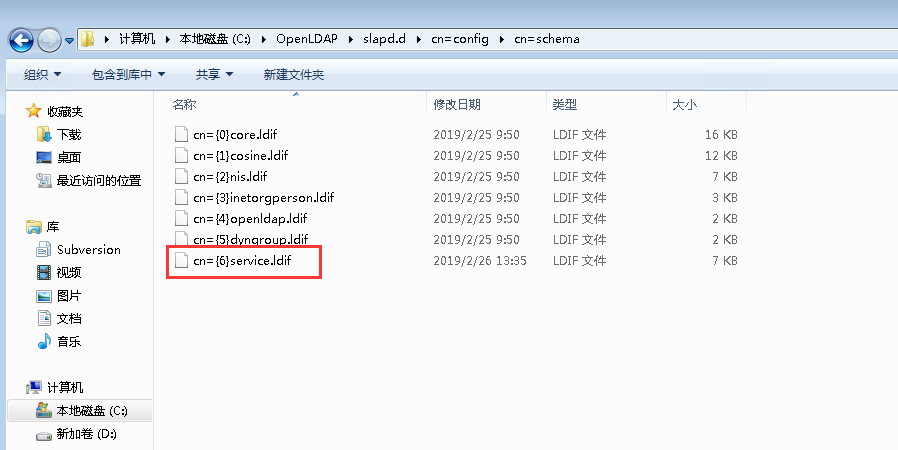 计算机 本地磁盘 (C:) OpenLDAP slapd.d cn=config cn=schema
组织 包含到库中 共享 新建文件夹
收藏夹
下载
桌面
最近访问的位置
库
Subversion
视频
图片
文档
音乐
计算机
本地磁盘 (C:)
新加卷 (D:)
名称 修改日期 类型 大小
cn={0}core.ldif 2019/2/25 9:50 LDIF 文件 16 KB
cn={1}cosine.ldif 2019/2/25 9:50 LDIF 文件 12 KB
cn={2}nis.ldif 2019/2/25 9:50 LDIF 文件 7 KB
cn={3}inetorgperson.ldif 2019/2/25 9:50 LDIF 文件 3 KB
cn={4}openldap.ldif 2019/2/25 9:50 LDIF 文件 2 KB
cn={5}dyngroup.ldif 2019/2/25 9:50 LDIF 文件 2 KB
cn={6}service.ldif 2019/2/26 13:35 LDIF 文件 7 KB